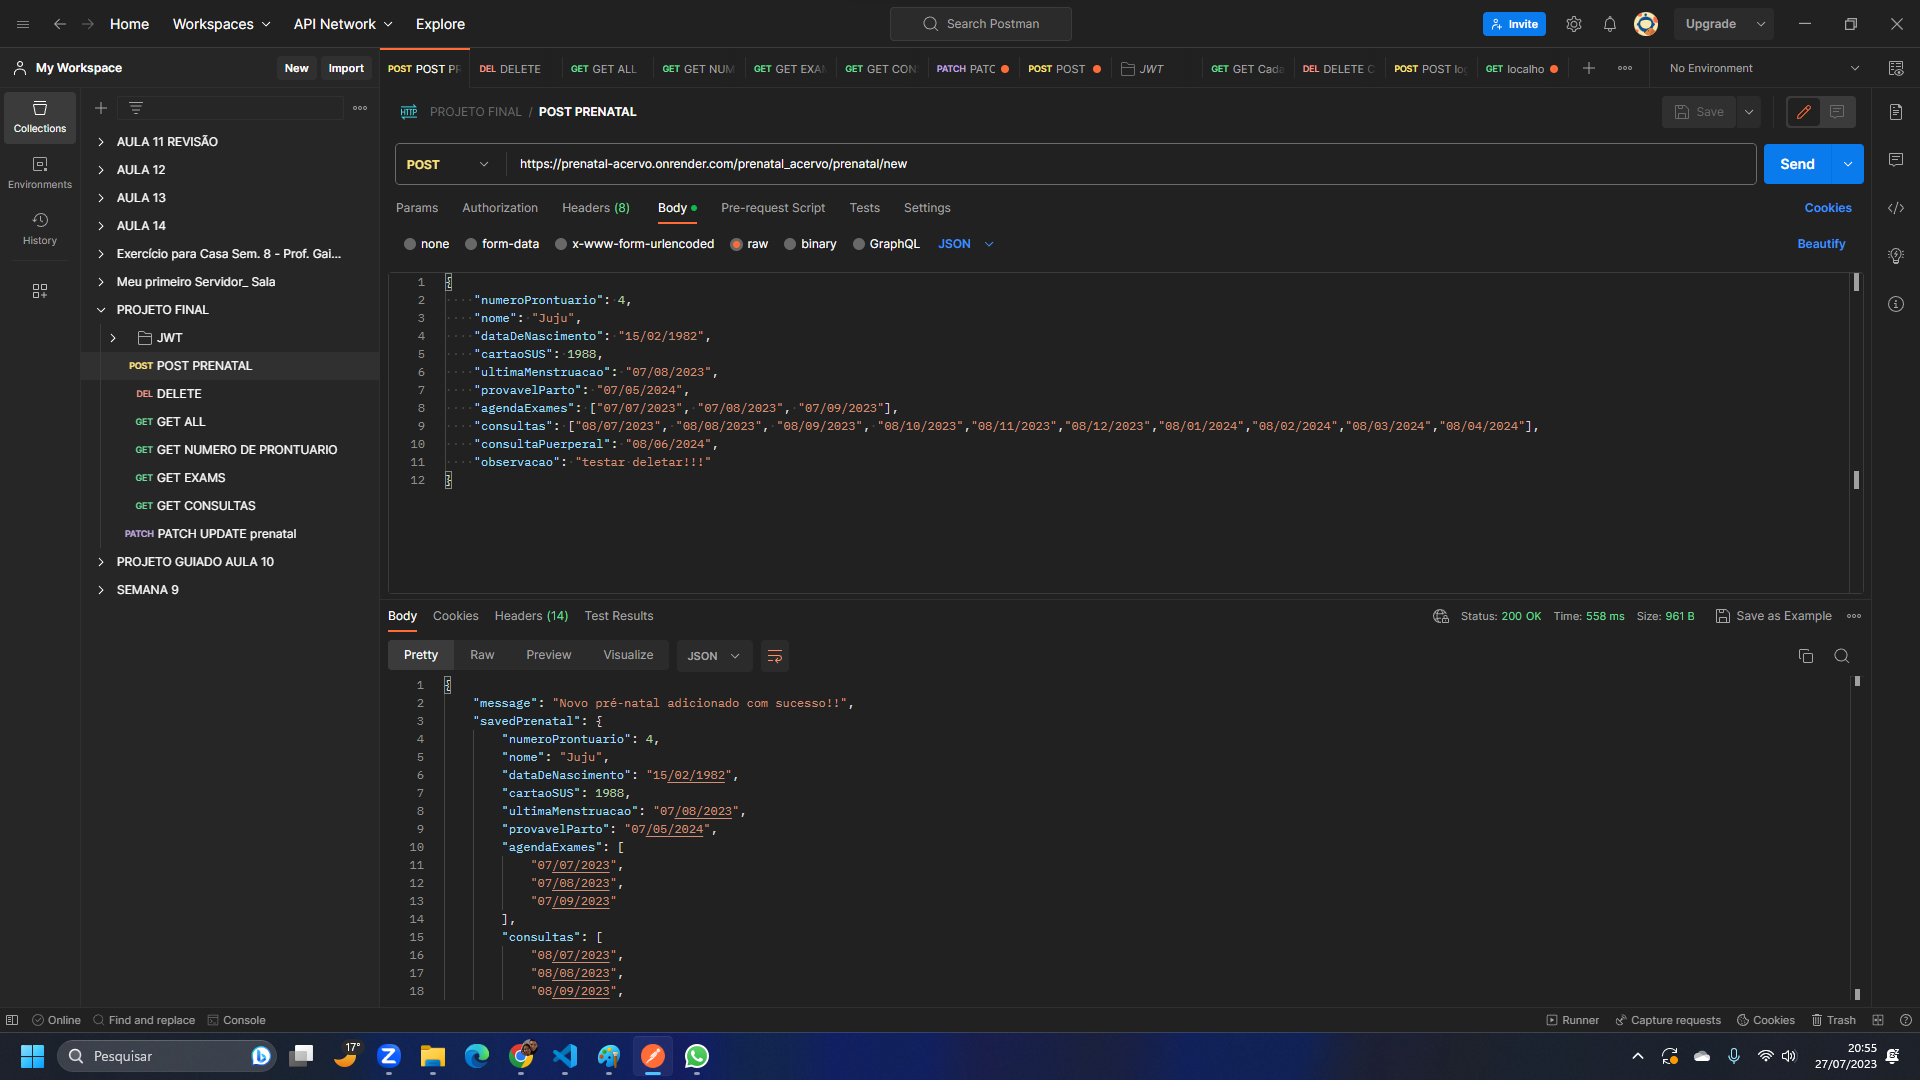 Home Workspaces API Network Explore Search Postman Invite Upgrade
My Workspace New Import
POST POST PR DEL DELETE GET GET ALL GET GET NUM GET GET EXAM GET GET CON PATCH PATC POST POST JWT GET GET Cada DEL DELETE C POST POST log GET localho No Environment
Collections
Environments
History
AULA 11 REVISÃO
AULA 12
AULA 13
AULA 14
Exercício para Casa Sem. 8 - Prof. Gai...
Meu primeiro Servidor_ Sala
PROJETO FINAL
JWT
POST POST PRENATAL
DEL DELETE
GET GET ALL
GET GET NUMERO DE PRONTUARIO
GET GET EXAMS
GET GET CONSULTAS
PATCH PATCH UPDATE prenatal
PROJETO GUIADO AULA 10
SEMANA 9
HTTP PROJETO FINAL / POST PRENATAL Save
POST https://prenatal-acervo.onrender.com/prenatal_acervo/prenatal/new Send
Params Authorization Headers (8) Body Pre-request Script Tests Settings Cookies
none form-data x-www-form-urlencoded raw binary GraphQL JSON Beautify
1 {
2 "numeroProntuario": 4,
3 "nome": "Juju",
4 "dataDeNascimento": "15/02/1982",
5 "cartaoSUS": 1988,
6 "ultimaMenstruacao": "07/08/2023",
7 "provavelParto": "07/05/2024",
8 "agendaExames": ["07/07/2023", "07/08/2023", "07/09/2023"],
9 "consultas": ["08/07/2023", "08/08/2023", "08/09/2023", "08/10/2023","08/11/2023","08/12/2023","08/01/2024","08/02/2024","08/03/2024","08/04/2024"],
10 "consultaPuerperal": "08/06/2024",
11 "observacao": "testar deletar!!!"
12 }
Body Cookies Headers (14) Test Results Status: 200 OK Time: 558 ms Size: 961 B Save as Example
Pretty Raw Preview Visualize JSON
1 {
2 "message": "Novo pré-natal adicionado com sucesso!!",
3 "savedPrenatal": {
4 "numeroProntuario": 4,
5 "nome": "Juju",
6 "dataDeNascimento": "15/02/1982",
7 "cartaoSUS": 1988,
8 "ultimaMenstruacao": "07/08/2023",
9 "provavelParto": "07/05/2024",
10 "agendaExames": [
11 "07/07/2023",
12 "07/08/2023",
13 "07/09/2023"
14 ],
15 "consultas": [
16 "08/07/2023",
17 "08/08/2023",
18 "08/09/2023",
Online Find and replace Console Runner Capture requests Cookies Trash
Pesquisar 17° 20:55
27/07/2023